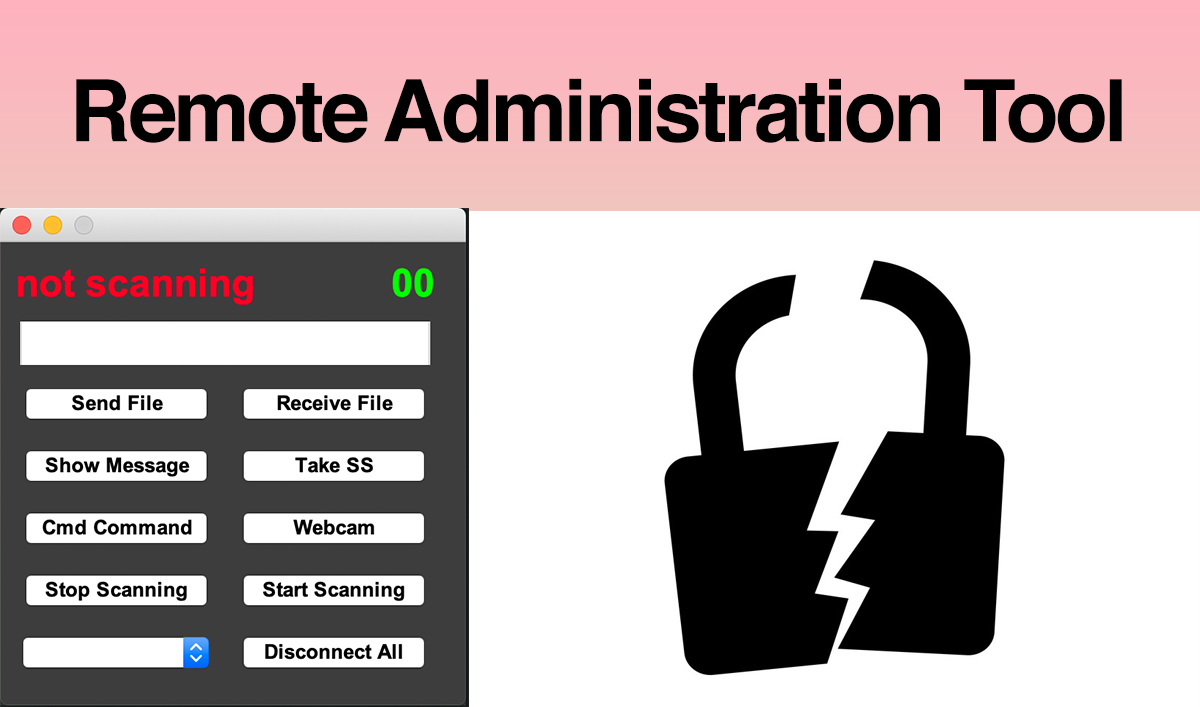 Remote Administration Tool
not scanning 00
Send File Receive File
Show Message Take SS
Cmd Command Webcam
Stop Scanning Start Scanning
Disconnect All